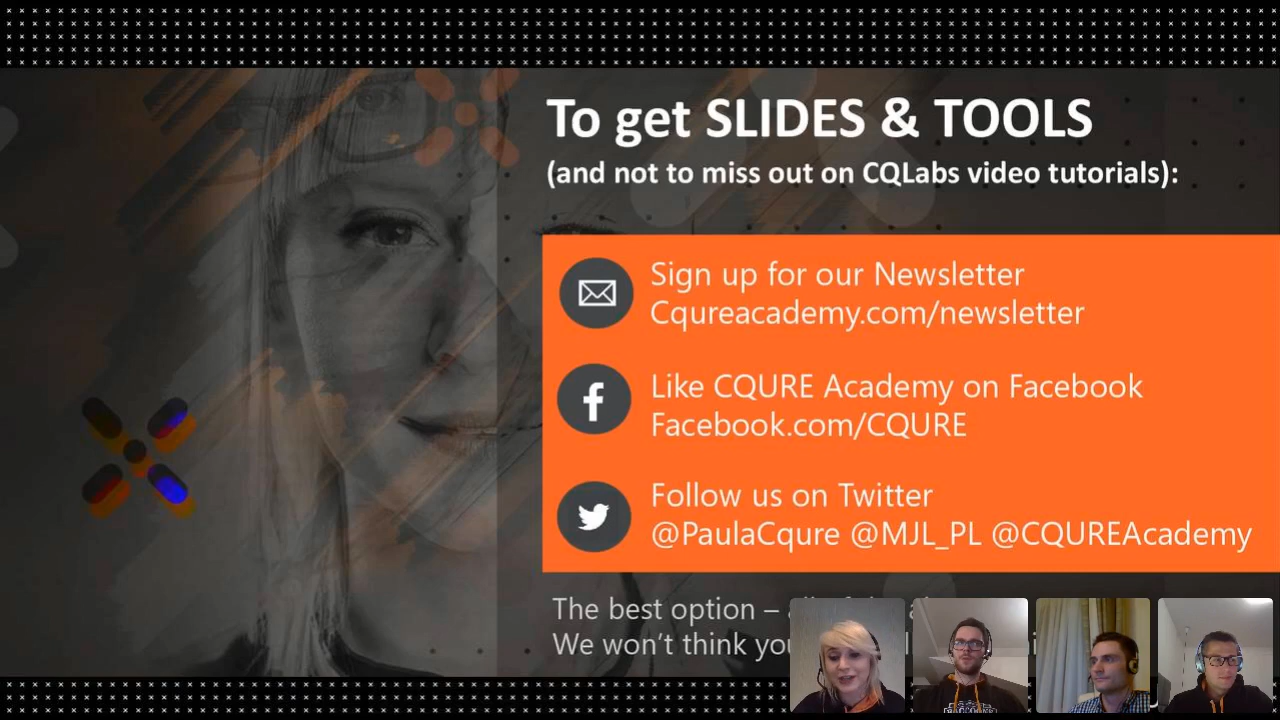 To get SLIDES & TOOLS
(and not to miss out on CQLabs video tutorials):
Sign up for our Newsletter
Cqureacademy.com/newsletter
Like CQURE Academy on Facebook
Facebook.com/CQURE
Follow us on Twitter
@PaulaCqure @MJL_PL @CQUREAcademy
The best option –
We won't think